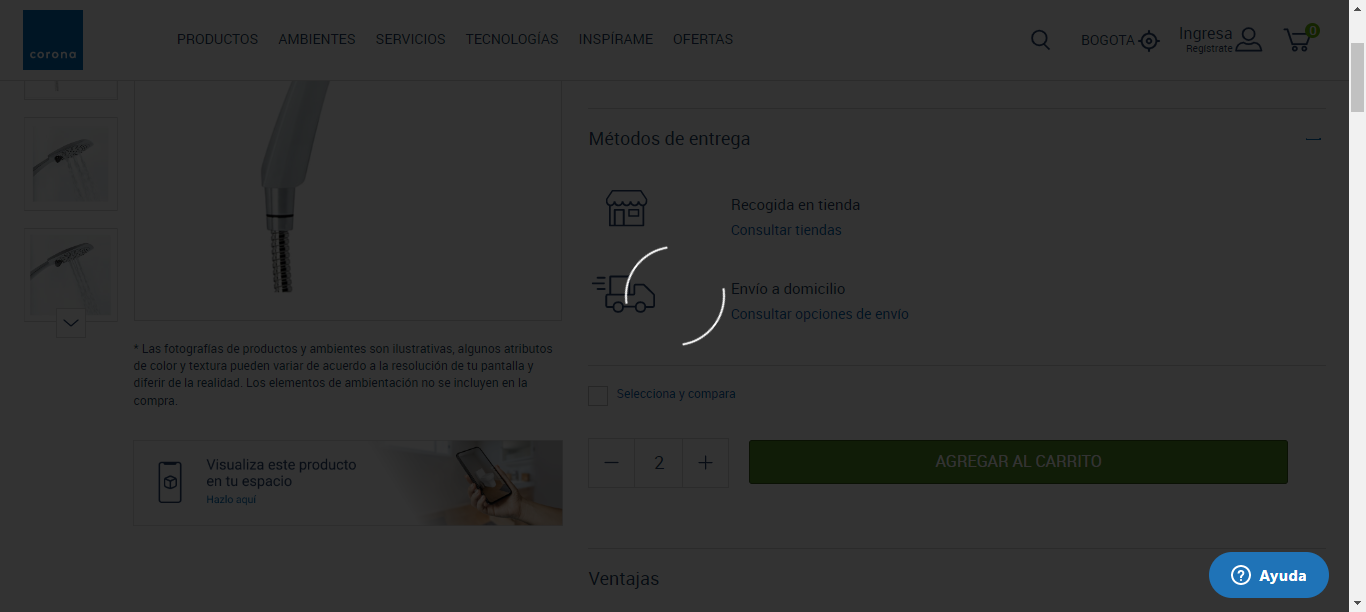 corona
PRODUCTOS AMBIENTES SERVICIOS TECNOLOGÍAS INSPÍRAME OFERTAS
BOGOTA
Ingresa
Regístrate
0
Métodos de entrega
Recogida en tienda
Consultar tiendas
Envío a domicilio
Consultar opciones de envío
* Las fotografías de productos y ambientes son ilustrativas, algunos atributos
de color y textura pueden variar de acuerdo a la resolución de tu pantalla y
diferir de la realidad. Los elementos de ambientación no se incluyen en la
compra.
Selecciona y compara
Visualiza este producto
en tu espacio
Hazlo aquí
2
AGREGAR AL CARRITO
Ventajas
Ayuda